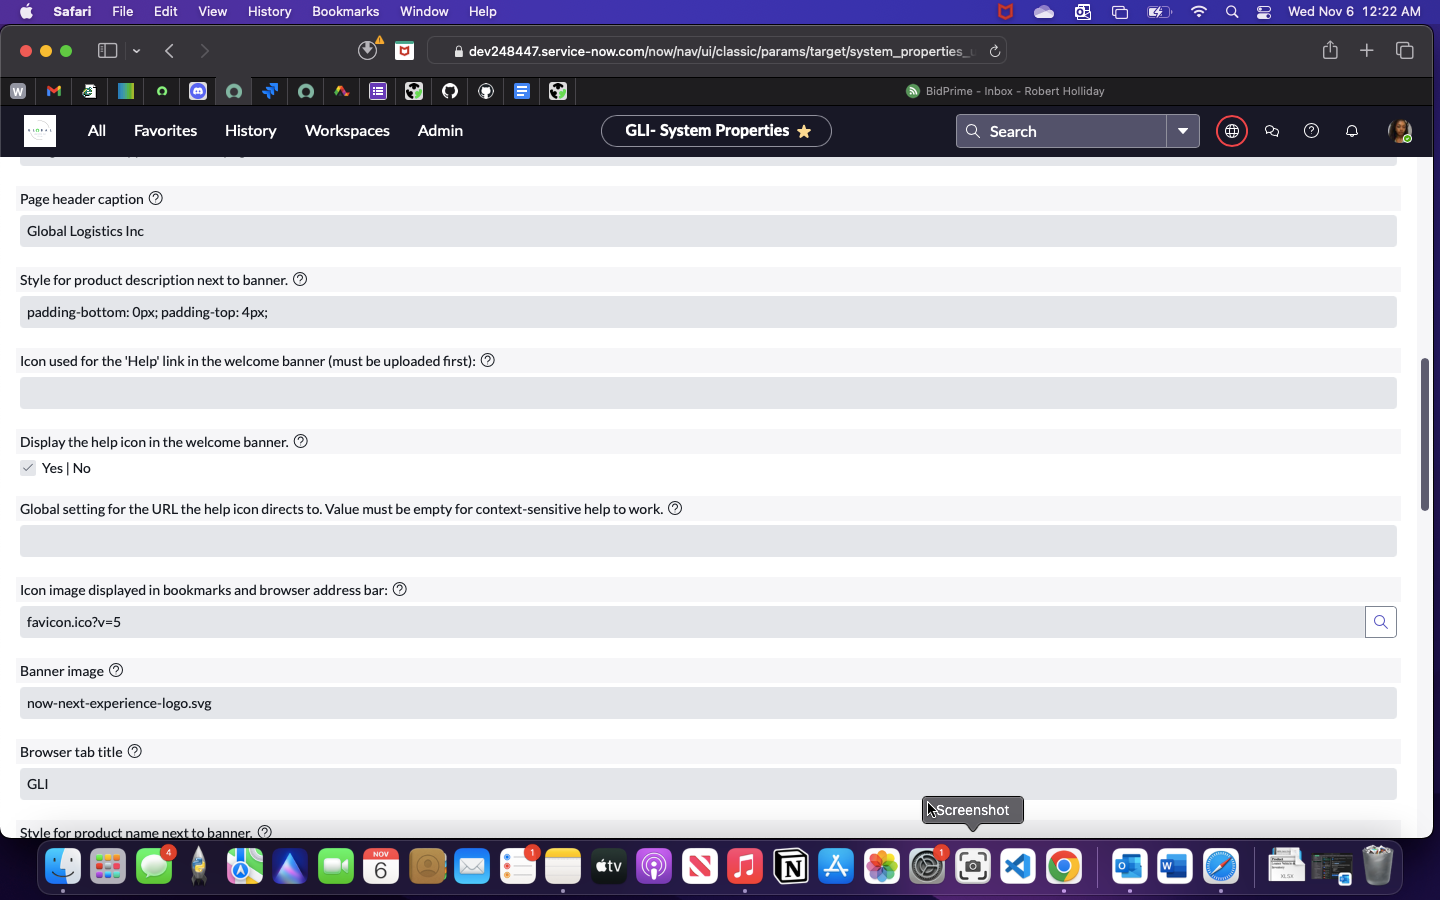 Safari File Edit View History Bookmarks Window Help Wed Nov 6 12:22 AM
dev248447.service-now.com/now/nav/ui/classic/params/target/system_properties_
W
BidPrime - Inbox - Robert Holliday
GLOBAL All Favorites History Workspaces Admin GLI- System Properties Search
Page header caption
Global Logistics Inc
Style for product description next to banner.
padding-bottom: 0px; padding-top: 4px;
Icon used for the 'Help' link in the welcome banner (must be uploaded first):
Display the help icon in the welcome banner.
Yes | No
Global setting for the URL the help icon directs to. Value must be empty for context-sensitive help to work.
Icon image displayed in bookmarks and browser address bar:
favicon.ico?v=5
Banner image
now-next-experience-logo.svg
Browser tab title
GLI
Screenshot
Style for product name next to banner.
4
NOV
6
1
tv
1
XLSX